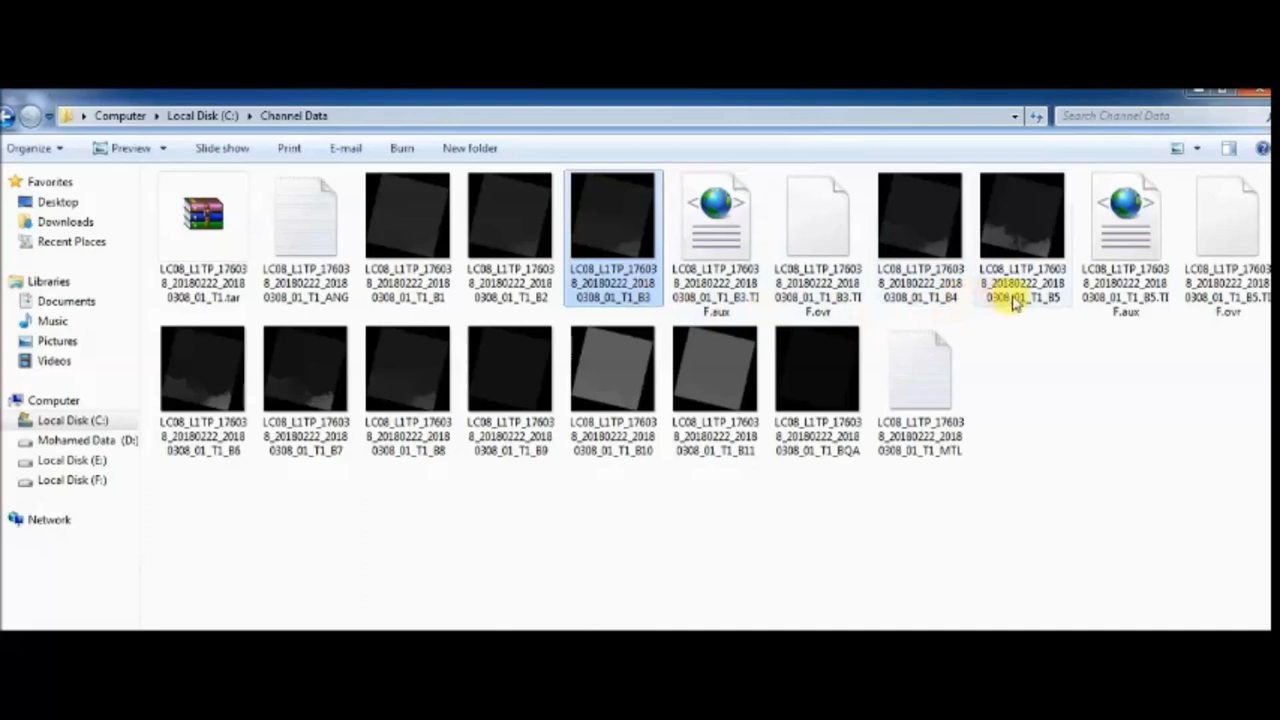 Computer ▸ Local Disk (C:) ▸ Channel Data
Search Channel Data
Organize Preview Slide show Print E-mail Burn New folder
Favorites
Desktop
Downloads
Recent Places
Libraries
Documents
Music
Pictures
Videos
Computer
Local Disk (C:)
Mohamed Data (D:)
Local Disk (E:)
Local Disk (F:)
Network
LC08_L1TP_17603
8_20180222_2018
0308_01_T1.tar
LC08_L1TP_17603
8_20180222_2018
0308_01_T1_ANG
LC08_L1TP_17603
8_20180222_2018
0308_01_T1_B1
LC08_L1TP_17603
8_20180222_2018
0308_01_T1_B2
LC08_L1TP_17603
8_20180222_2018
0308_01_T1_B3
LC08_L1TP_17603
8_20180222_2018
0308_01_T1_B3.TI
F.aux
LC08_L1TP_17603
8_20180222_2018
0308_01_T1_B3.TI
F.ovr
LC08_L1TP_17603
8_20180222_2018
0308_01_T1_B4
LC08_L1TP_17603
8_20180222_2018
0308_01_T1_B5
LC08_L1TP_17603
8_20180222_2018
0308_01_T1_B5.TI
F.aux
LC08_L1TP_17603
8_20180222_2018
0308_01_T1_B5.TI
F.ovr
LC08_L1TP_17603
8_20180222_2018
0308_01_T1_B6
LC08_L1TP_17603
8_20180222_2018
0308_01_T1_B7
LC08_L1TP_17603
8_20180222_2018
0308_01_T1_B8
LC08_L1TP_17603
8_20180222_2018
0308_01_T1_B9
LC08_L1TP_17603
8_20180222_2018
0308_01_T1_B10
LC08_L1TP_17603
8_20180222_2018
0308_01_T1_B11
LC08_L1TP_17603
8_20180222_2018
0308_01_T1_BQA
LC08_L1TP_17603
8_20180222_2018
0308_01_T1_MTL